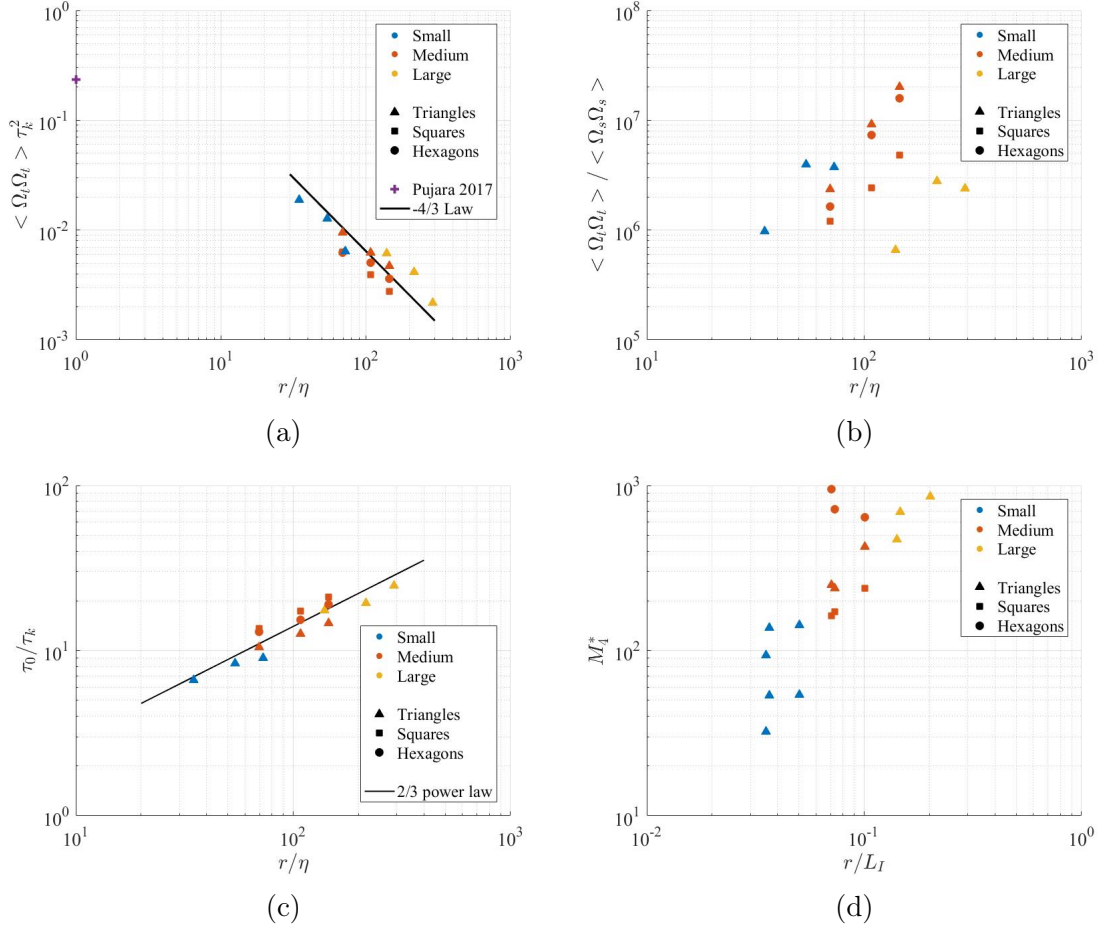 10^0
10^-1
10^-2
10^-3
< Ω_t Ω_t > τ_k^2
Small
Medium
Large
Triangles
Squares
Hexagons
Pujara 2017
-4/3 Law
10^0
10^1
10^2
10^3
r/η
(a)
10^8
10^7
10^6
10^5
< Ω_t Ω_t > / < Ω_s Ω_s >
Small
Medium
Large
Triangles
Squares
Hexagons
10^1
10^2
10^3
r/η
(b)
10^2
10^1
10^0
τ_0/τ_k
Small
Medium
Large
Triangles
Squares
Hexagons
2/3 power law
10^1
10^2
10^3
r/η
(c)
10^3
10^2
10^1
M_4^*
Small
Medium
Large
Triangles
Squares
Hexagons
10^-2
10^-1
10^0
r/L_I
(d)